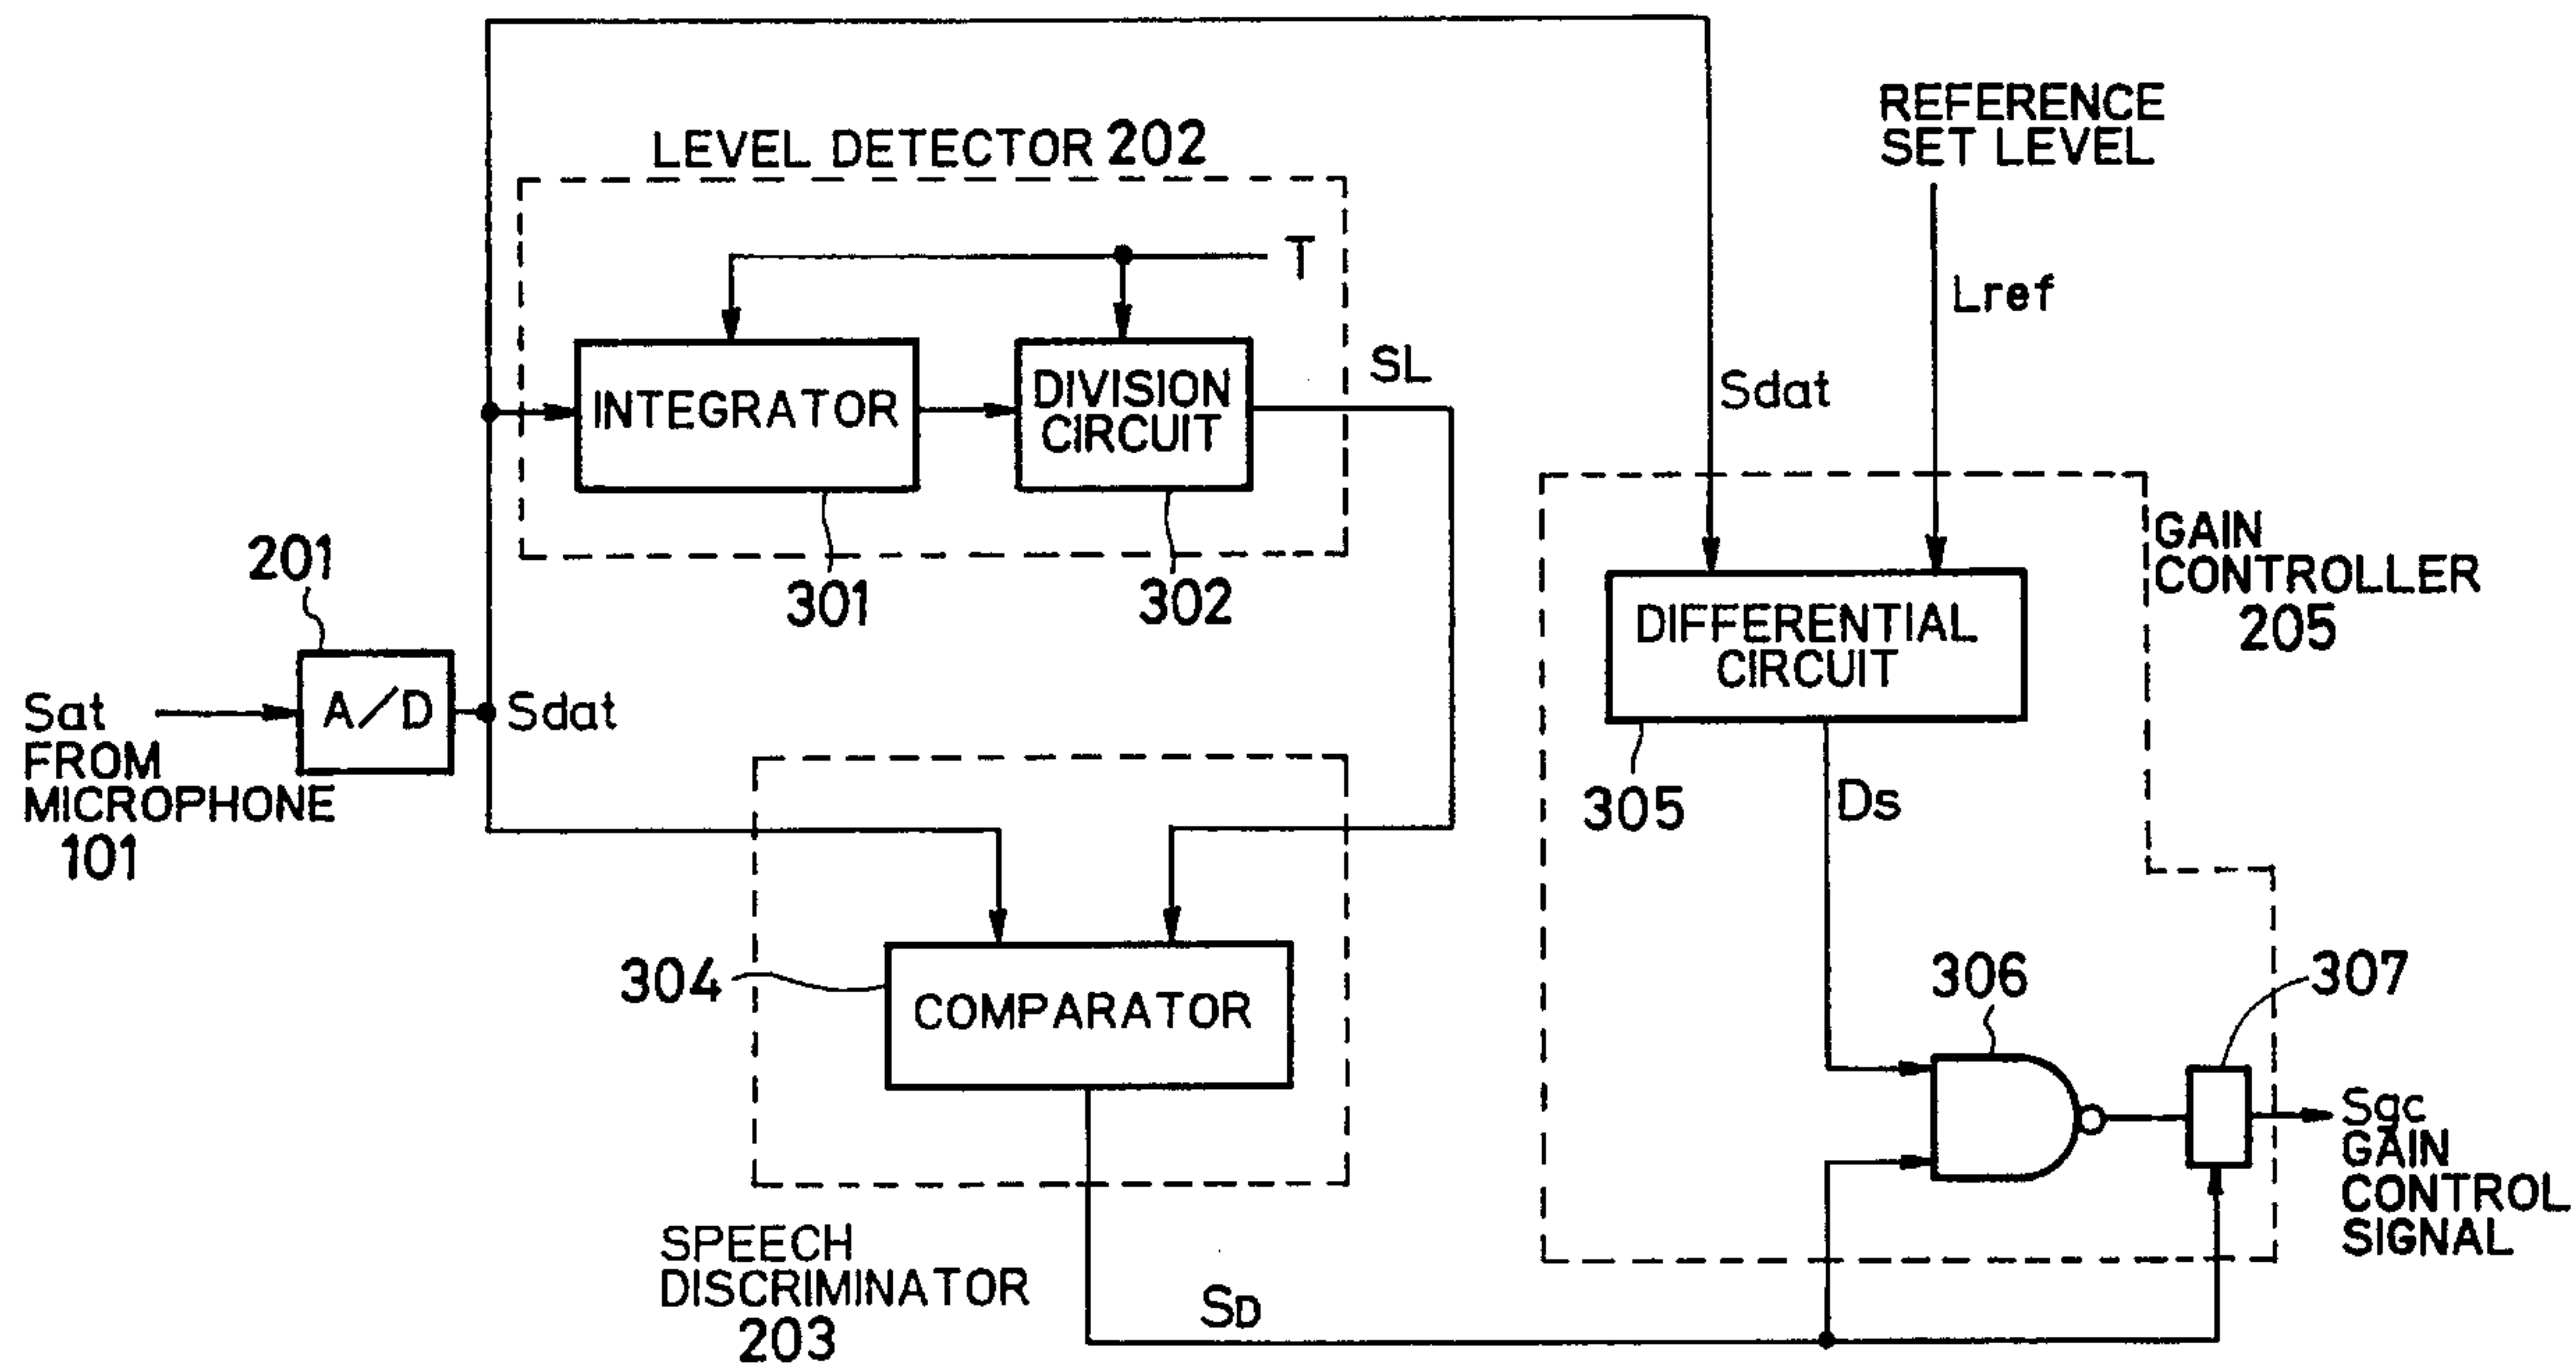 LEVEL DETECTOR 202
REFERENCE
SET LEVEL
T
Lref
INTEGRATOR
DIVISION
CIRCUIT
SL
Sdat
301
302
201
A/D
Sat
FROM
MICROPHONE
101
Sdat
GAIN
CONTROLLER
205
DIFFERENTIAL
CIRCUIT
305
Ds
304
COMPARATOR
306
307
Sgc
GAIN
CONTROL
SIGNAL
SPEECH
DISCRIMINATOR
203
SD